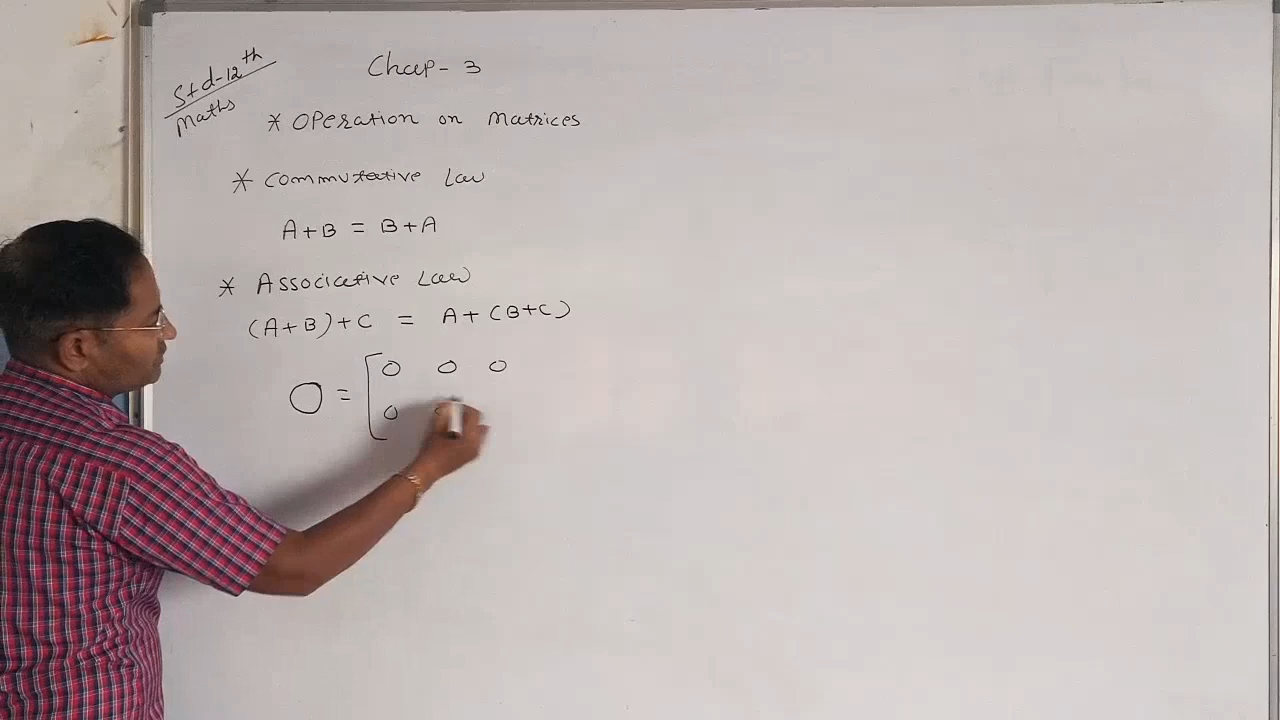 Std-12th
Maths
Chap-3
* Operation on Matrices
* Commutative Law
A+B = B+A
* Associative Law
(A+B)+C = A+(B+C)
O = [ 0 0 0
0